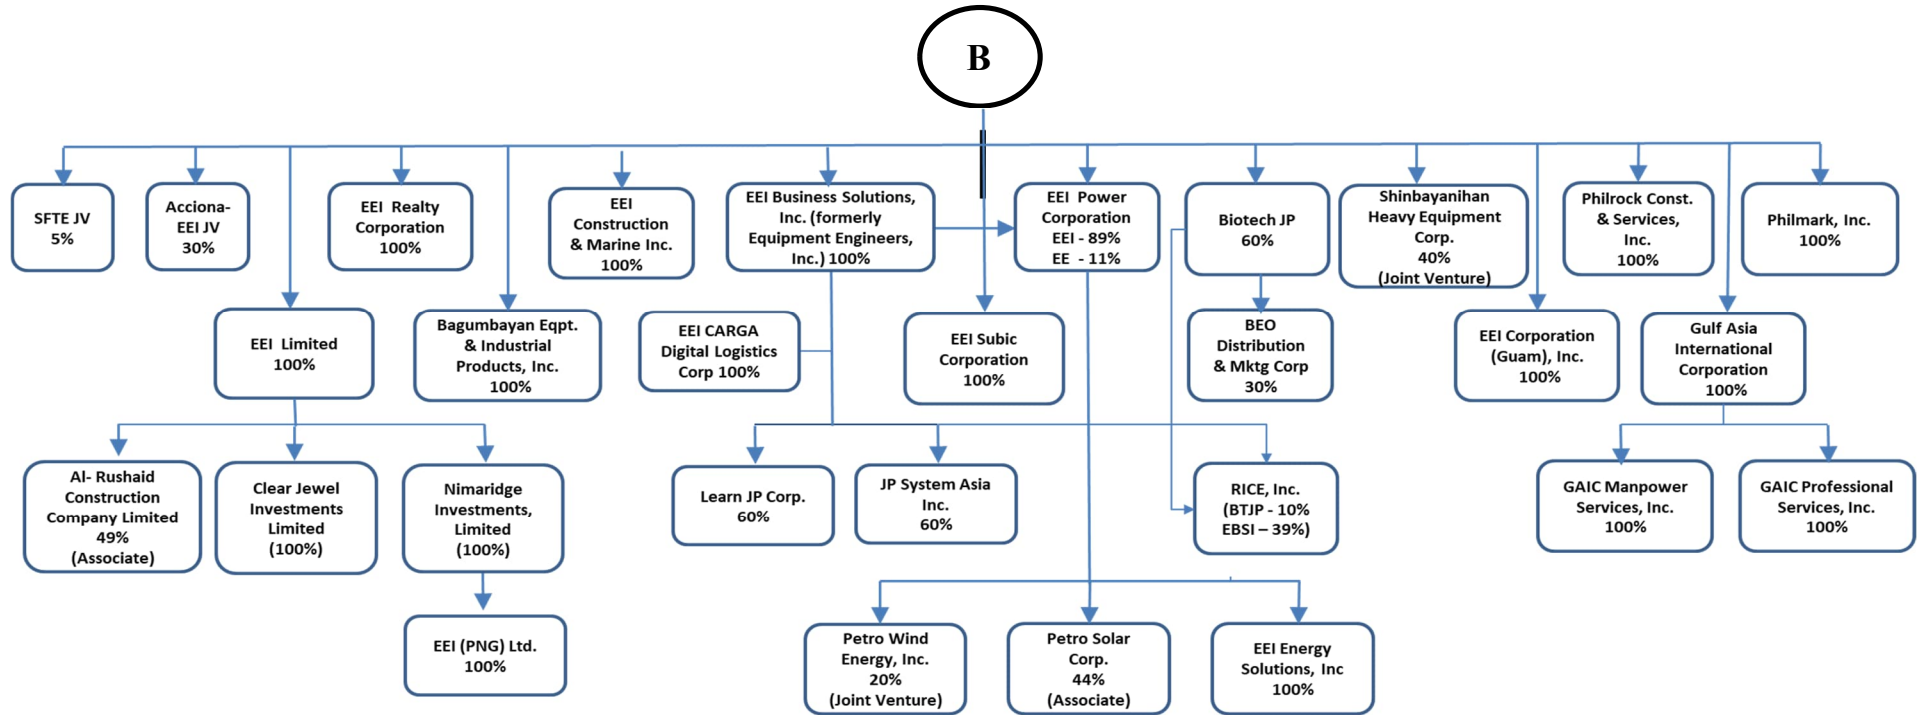 B
SFTE JV
5%
Acciona-
EEI JV
30%
EEI Realty
Corporation
100%
EEI
Construction
& Marine Inc.
100%
EEI Business Solutions,
Inc. (formerly
Equipment Engineers,
Inc.) 100%
EEI Power
Corporation
EEI - 89%
EE - 11%
Biotech JP
60%
Shinbayanihan
Heavy Equipment
Corp.
40%
(Joint Venture)
Philrock Const.
& Services,
Inc.
100%
Philmark, Inc.
100%
EEI Limited
100%
Bagumbayan Eqpt.
& Industrial
Products, Inc.
100%
EEI CARGA
Digital Logistics
Corp 100%
EEI Subic
Corporation
100%
BEO
Distribution
& Mktg Corp
30%
EEI Corporation
(Guam), Inc.
100%
Gulf Asia
International
Corporation
100%
Al- Rushaid
Construction
Company Limited
49%
(Associate)
Clear Jewel
Investments
Limited
(100%)
Nimaridge
Investments,
Limited
(100%)
Learn JP Corp.
60%
JP System Asia
Inc.
60%
RICE, Inc.
(BTJP - 10%
EBSI – 39%)
GAIC Manpower
Services, Inc.
100%
GAIC Professional
Services, Inc.
100%
EEI (PNG) Ltd.
100%
Petro Wind
Energy, Inc.
20%
(Joint Venture)
Petro Solar
Corp.
44%
(Associate)
EEI Energy
Solutions, Inc
100%